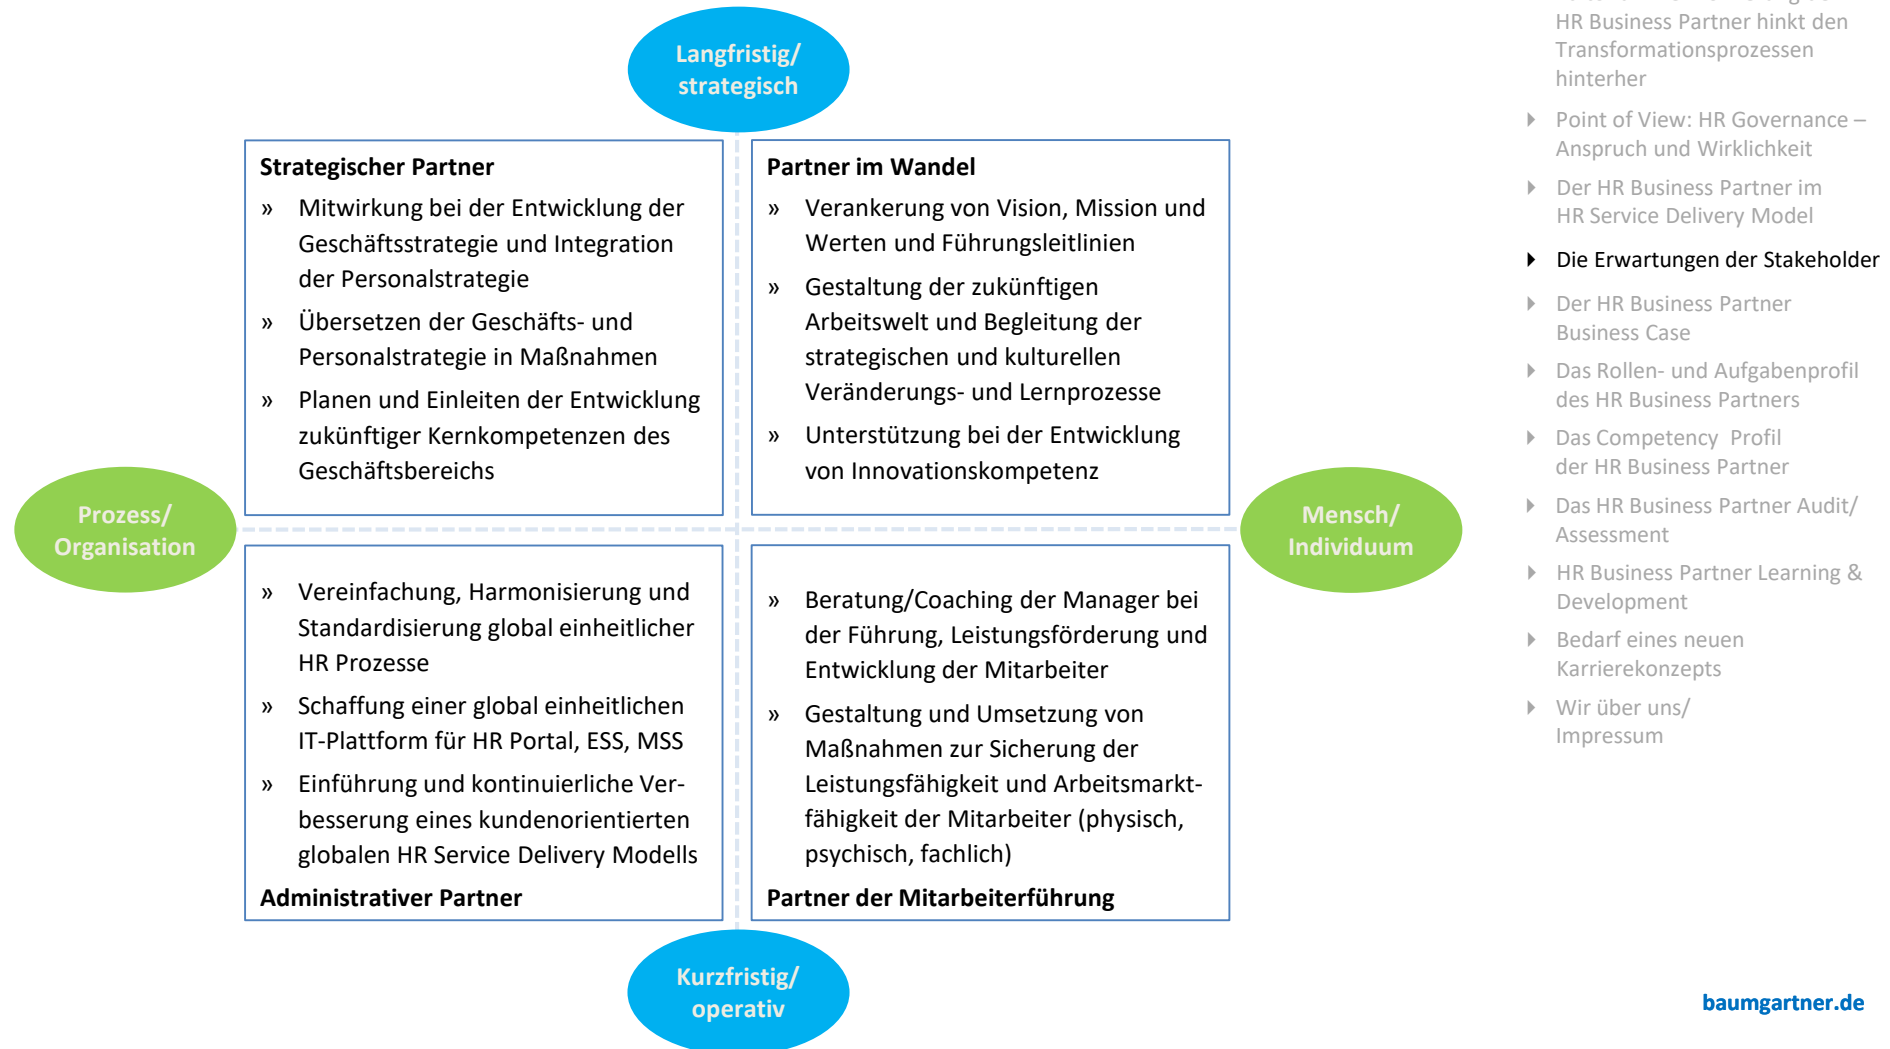 Langfristig/
strategisch
Strategischer Partner
» Mitwirkung bei der Entwicklung der
Geschäftsstrategie und Integration
der Personalstrategie
» Übersetzen der Geschäfts- und
Personalstrategie in Maßnahmen
» Planen und Einleiten der Entwicklung
zukünftiger Kernkompetenzen des
Geschäftsbereichs
Partner im Wandel
» Verankerung von Vision, Mission und
Werten und Führungsleitlinien
» Gestaltung der zukünftigen
Arbeitswelt und Begleitung der
strategischen und kulturellen
Veränderungs- und Lernprozesse
» Unterstützung bei der Entwicklung
von Innovationskompetenz
Prozess/
Organisation
Mensch/
Individuum
» Vereinfachung, Harmonisierung und
Standardisierung global einheitlicher
HR Prozesse
» Schaffung einer global einheitlichen
IT-Plattform für HR Portal, ESS, MSS
» Einführung und kontinuierliche Ver-
besserung eines kundenorientierten
globalen HR Service Delivery Modells
Administrativer Partner
» Beratung/Coaching der Manager bei
der Führung, Leistungsförderung und
Entwicklung der Mitarbeiter
» Gestaltung und Umsetzung von
Maßnahmen zur Sicherung der
Leistungsfähigkeit und Arbeitsmarkt-
fähigkeit der Mitarbeiter (physisch,
psychisch, fachlich)
Partner der Mitarbeiterführung
Kurzfristig/
operativ
HR Business Partner hinkt den
Transformationsprozessen
hinterher
Point of View: HR Governance –
Anspruch und Wirklichkeit
Der HR Business Partner im
HR Service Delivery Model
Die Erwartungen der Stakeholder
Der HR Business Partner
Business Case
Das Rollen- und Aufgabenprofil
des HR Business Partners
Das Competency Profil
der HR Business Partner
Das HR Business Partner Audit/
Assessment
HR Business Partner Learning &
Development
Bedarf eines neuen
Karrierekonzepts
Wir über uns/
Impressum
baumgartner.de